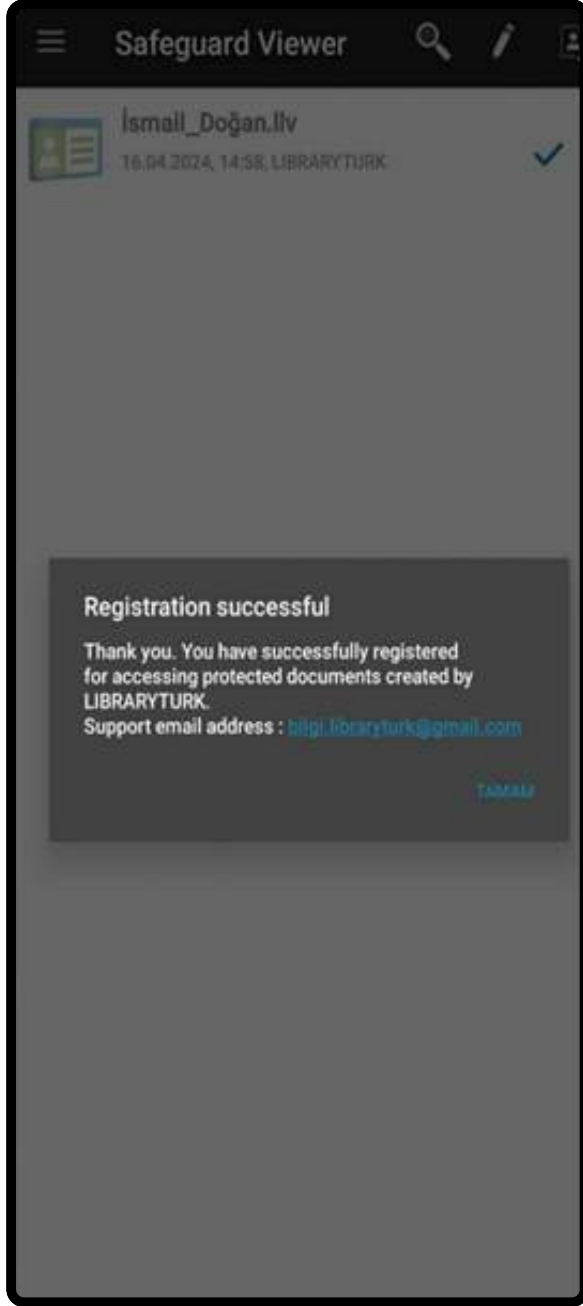 Safeguard Viewer
İsmail_Doğan.llv
16.04.2024, 14:58, LIBRARYTURK
Registration successful
Thank you. You have successfully registered
for accessing protected documents created by
LIBRARYTURK.
Support email address : bilgi.libraryturk@gmail.com
TAMAM